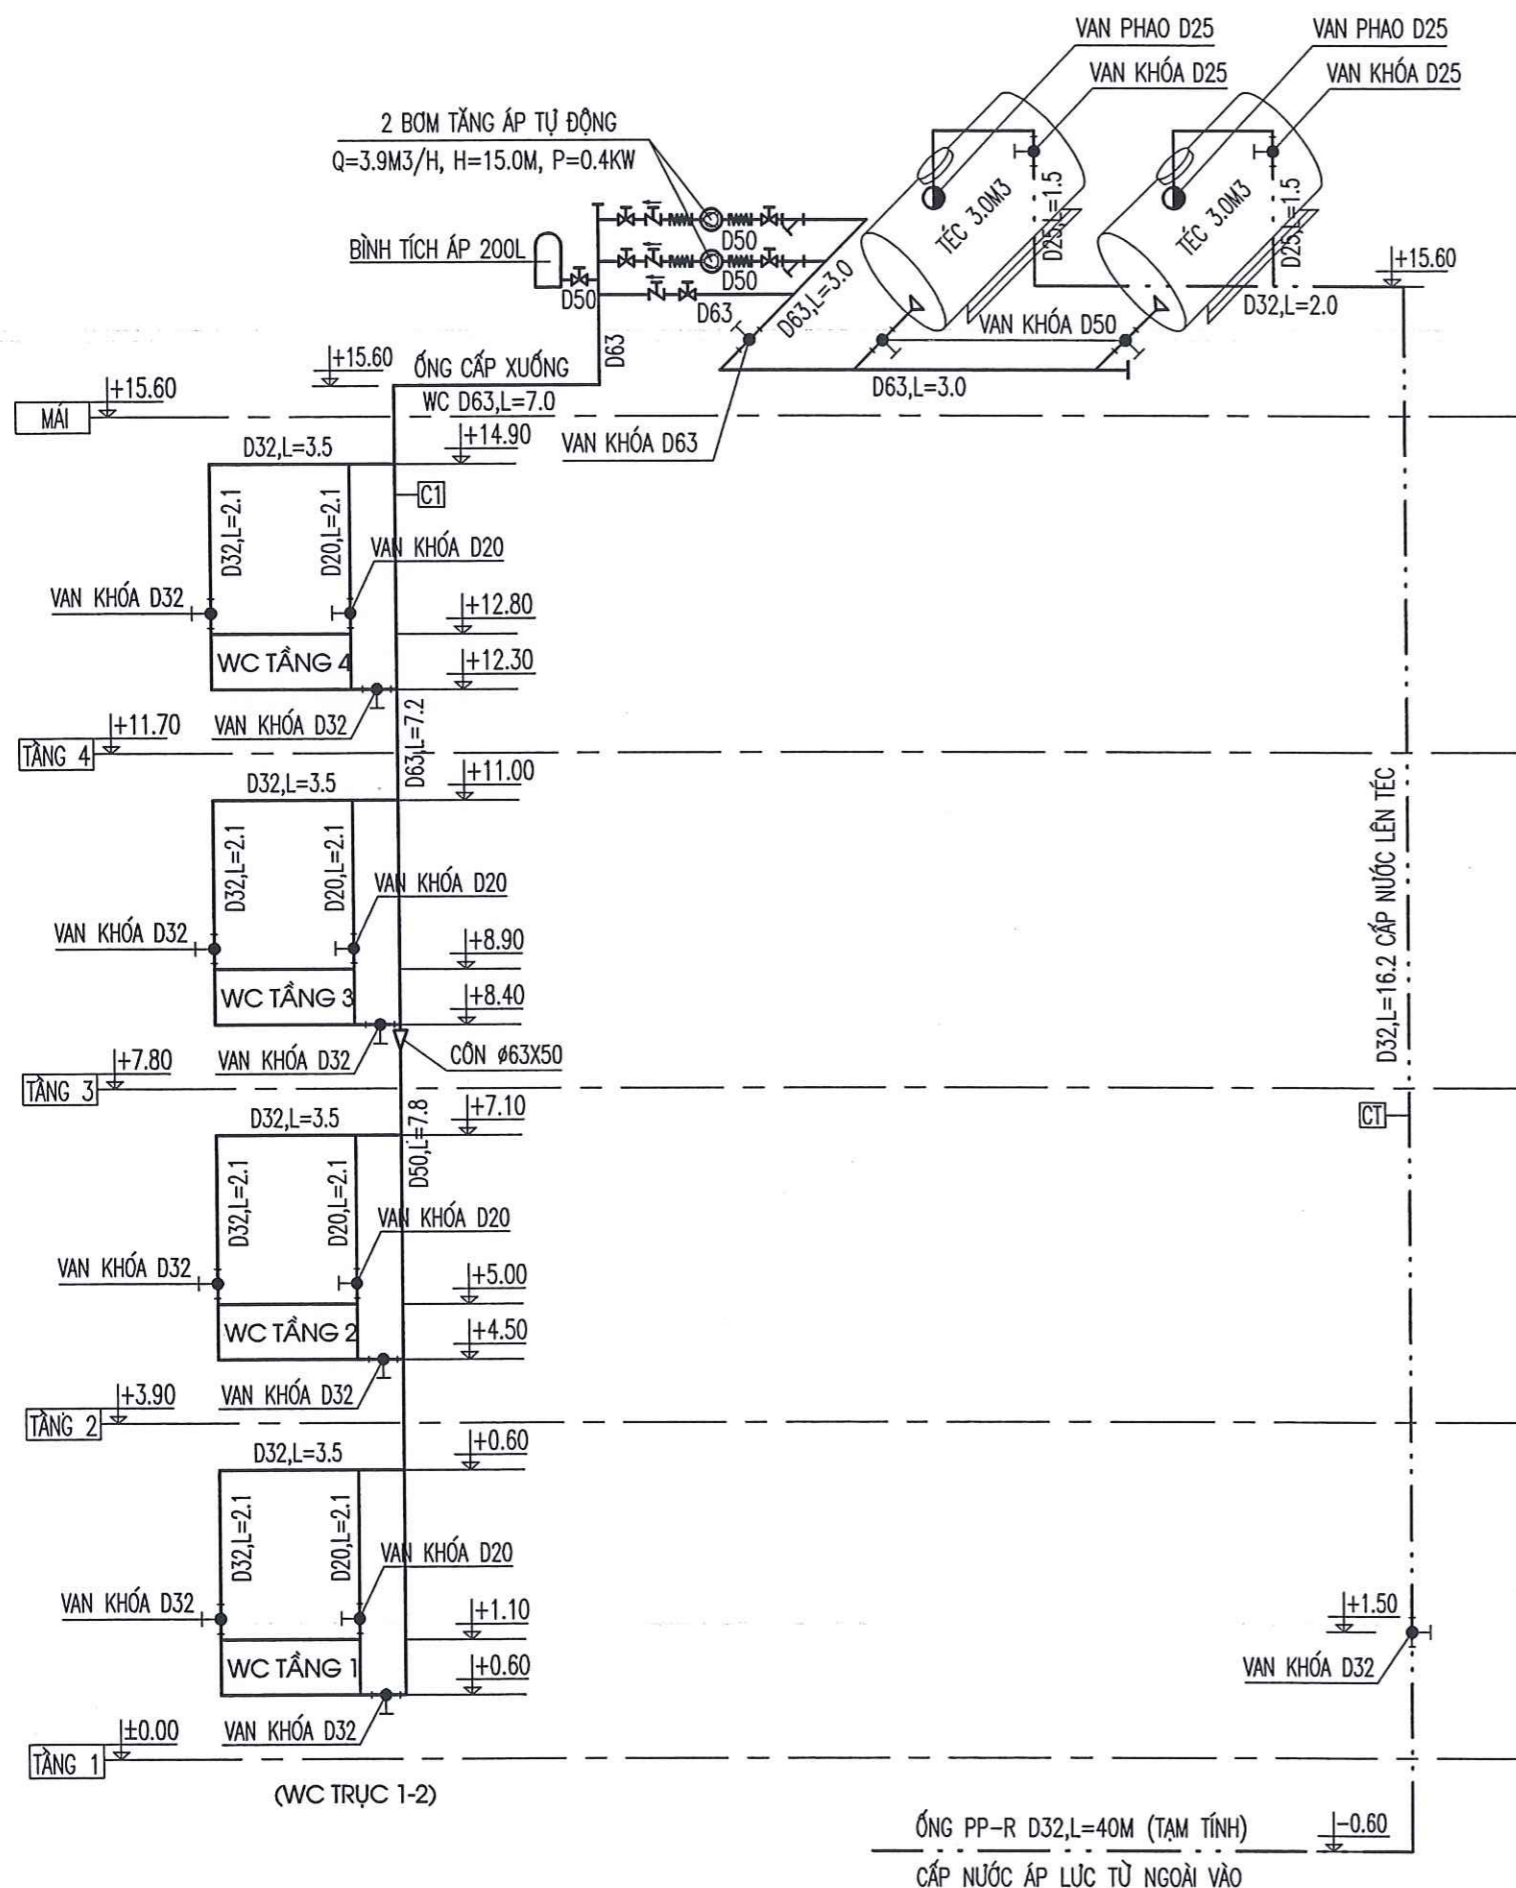 VAN PHAO D25
VAN PHAO D25
VAN KHÓA D25
VAN KHÓA D25
2 BƠM TĂNG ÁP TỰ ĐỘNG
Q=3.9M3/H, H=15.0M, P=0.4KW
BÌNH TÍCH ÁP 200L
D50
D50
D50
D63
D63
TÉC 3.0M3
TÉC 3.0M3
D25,L=1.5
D25,L=1.5
+15.60
D32,L=2.0
D63,L=3.0
VAN KHÓA D50
D63,L=3.0
+15.60
ỐNG CẤP XUỐNG
WC D63,L=7.0
VAN KHÓA D63
MÁI
+15.60
D32,L=3.5
+14.90
C1
D32,L=2.1
D20,L=2.1
VAN KHÓA D20
VAN KHÓA D32
+12.80
WC TẦNG 4
+12.30
VAN KHÓA D32
D63,L=7.2
TẦNG 4
+11.70
D32,L=3.5
+11.00
D32,L=2.1
D20,L=2.1
VAN KHÓA D20
VAN KHÓA D32
+8.90
WC TẦNG 3
+8.40
VAN KHÓA D32
CÔN ø63X50
D32,L=16.2 CẤP NƯỚC LÊN TÉC
TẦNG 3
+7.80
D32,L=3.5
+7.10
D50,L=7.8
CT
D32,L=2.1
D20,L=2.1
VAN KHÓA D20
VAN KHÓA D32
+5.00
WC TẦNG 2
+4.50
VAN KHÓA D32
TẦNG 2
+3.90
D32,L=3.5
+0.60
D32,L=2.1
D20,L=2.1
VAN KHÓA D20
VAN KHÓA D32
+1.10
WC TẦNG 1
+0.60
VAN KHÓA D32
+1.50
VAN KHÓA D32
TẦNG 1
±0.00
(WC TRỤC 1-2)
ỐNG PP-R D32,L=40M (TẠM TÍNH)
-0.60
CẤP NƯỚC ÁP LỰC TỪ NGOÀI VÀO